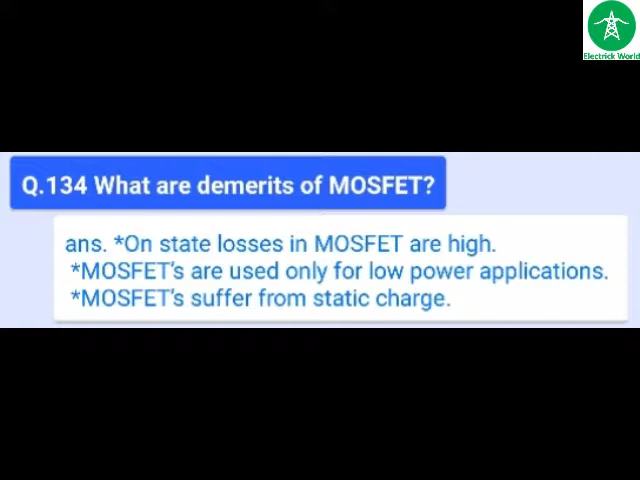 Electrick World
Q.134 What are demerits of MOSFET?
ans. *On state losses in MOSFET are high.
*MOSFET's are used only for low power applications.
*MOSFET's suffer from static charge.